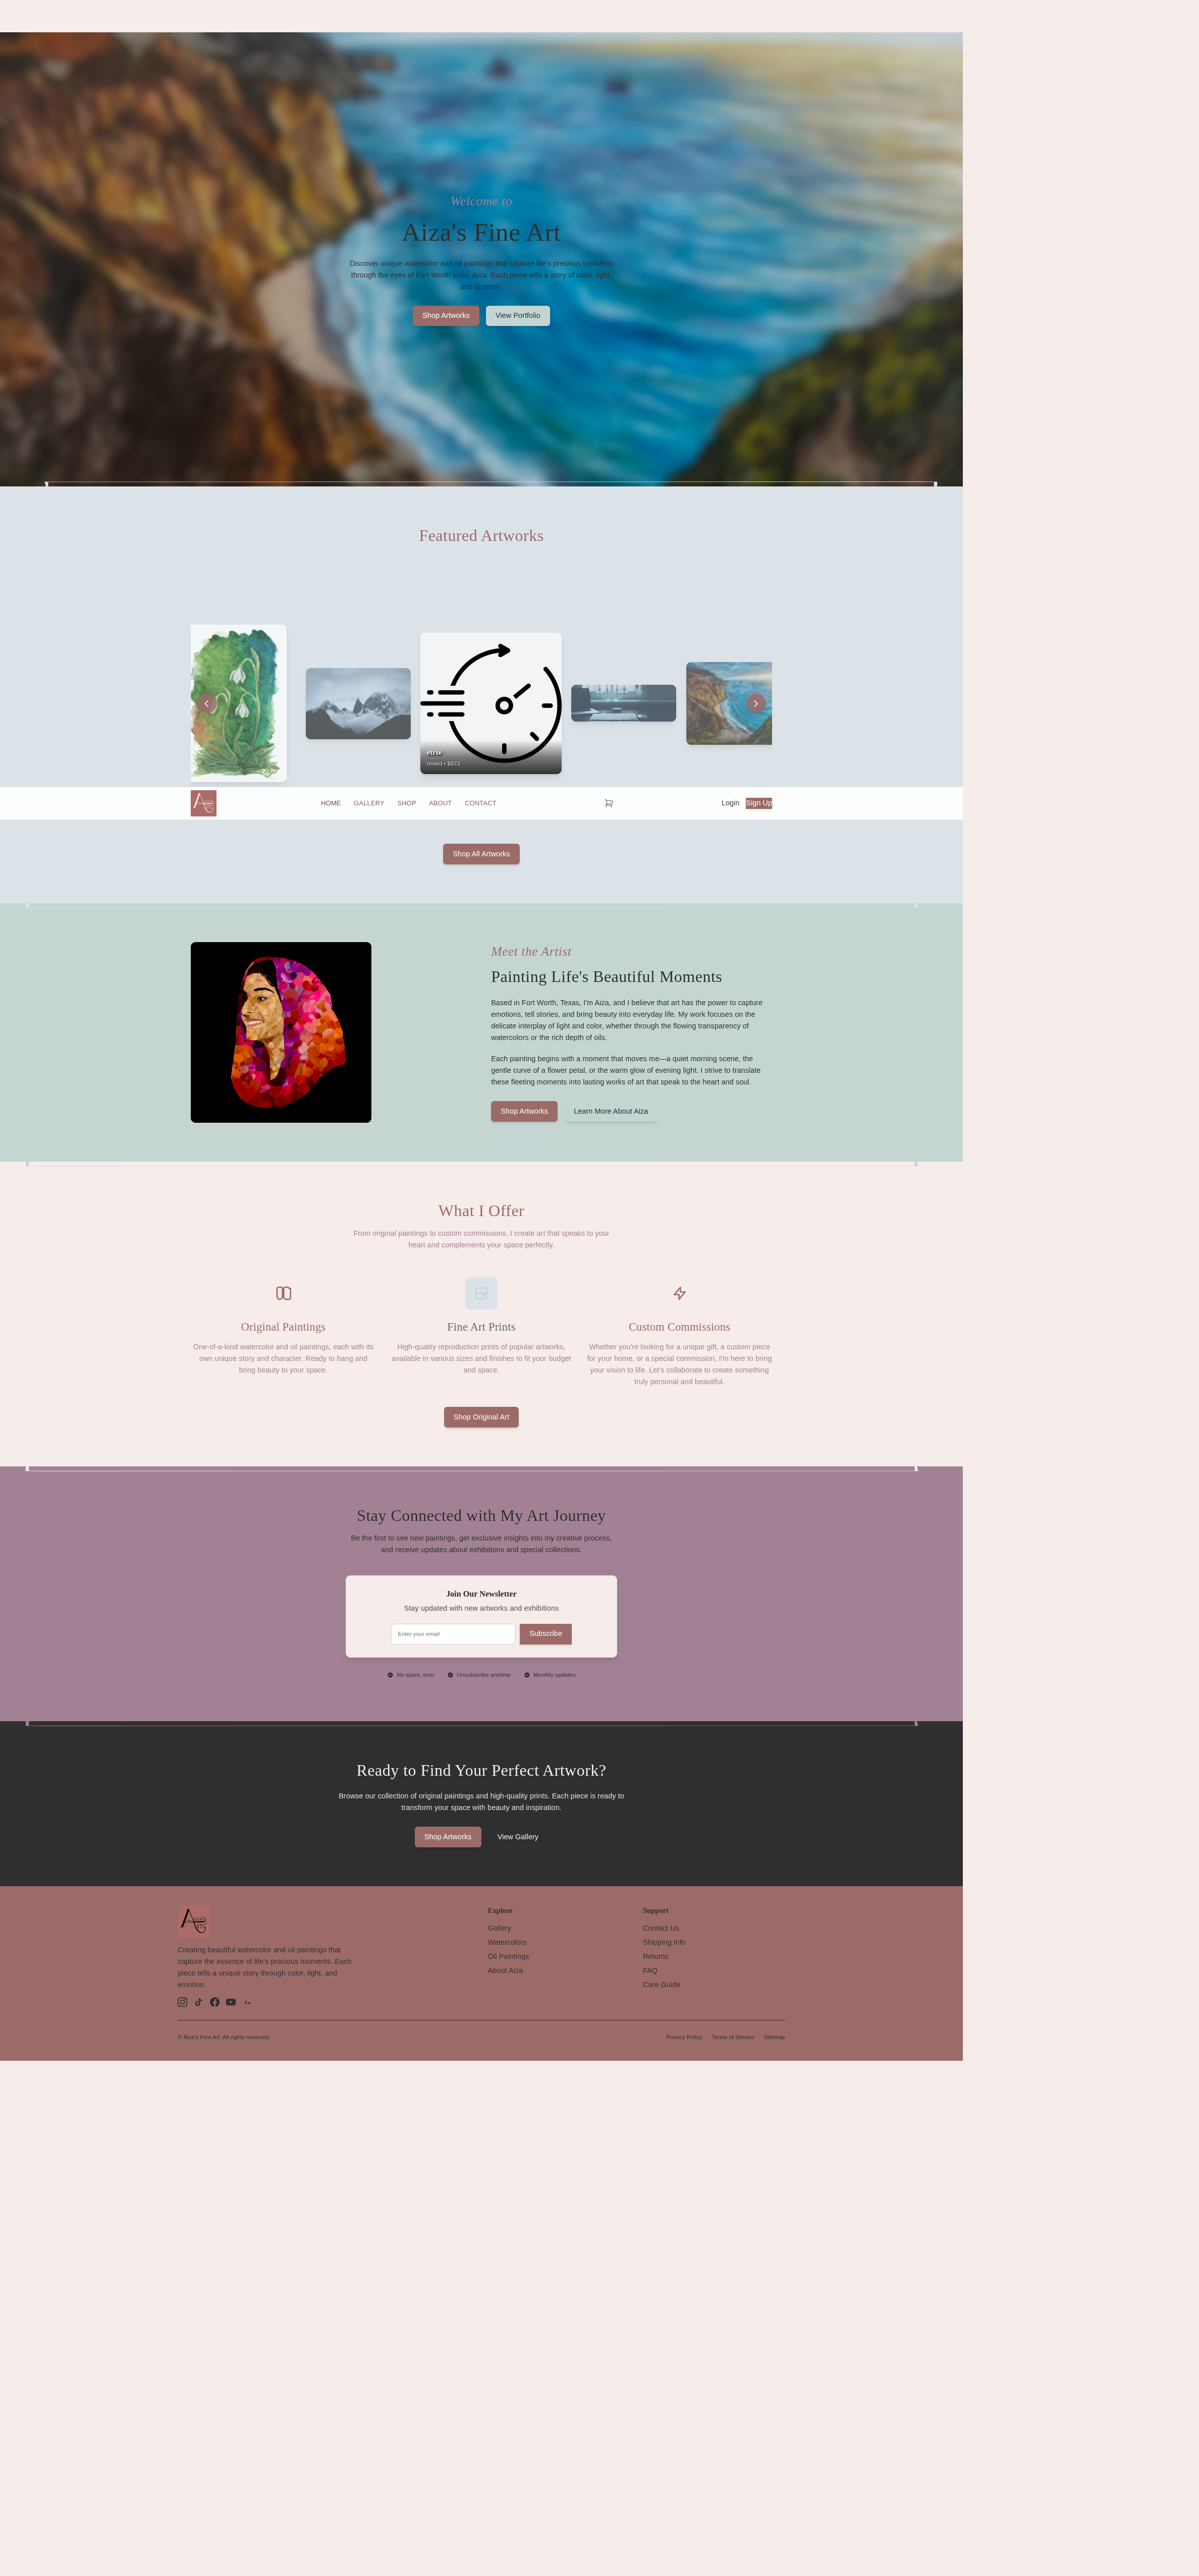 Welcome to
Aiza's Fine Art
Discover unique watercolor and oil paintings that capture life's precious moments
through the eyes of Fort Worth artist, Aiza. Each piece tells a story of color, light,
and emotion.
Shop Artworks
View Portfolio
Featured Artworks
etrse
mixed • $923
HOME
GALLERY
SHOP
ABOUT
CONTACT
Login
Sign Up
Shop All Artworks
Meet the Artist
Painting Life's Beautiful Moments
Based in Fort Worth, Texas, I'm Aiza, and I believe that art has the power to capture
emotions, tell stories, and bring beauty into everyday life. My work focuses on the
delicate interplay of light and color, whether through the flowing transparency of
watercolors or the rich depth of oils.
Each painting begins with a moment that moves me—a quiet morning scene, the
gentle curve of a flower petal, or the warm glow of evening light. I strive to translate
these fleeting moments into lasting works of art that speak to the heart and soul.
Shop Artworks
Learn More About Aiza
What I Offer
From original paintings to custom commissions, I create art that speaks to your
heart and complements your space perfectly.
Original Paintings
One-of-a-kind watercolor and oil paintings, each with its
own unique story and character. Ready to hang and
bring beauty to your space.
Fine Art Prints
High-quality reproduction prints of popular artworks,
available in various sizes and finishes to fit your budget
and space.
Custom Commissions
Whether you're looking for a unique gift, a custom piece
for your home, or a special commission, I'm here to bring
your vision to life. Let's collaborate to create something
truly personal and beautiful.
Shop Original Art
Stay Connected with My Art Journey
Be the first to see new paintings, get exclusive insights into my creative process,
and receive updates about exhibitions and special collections.
Join Our Newsletter
Stay updated with new artworks and exhibitions
Enter your email
Subscribe
No spam, ever
Unsubscribe anytime
Monthly updates
Ready to Find Your Perfect Artwork?
Browse our collection of original paintings and high-quality prints. Each piece is ready to
transform your space with beauty and inspiration.
Shop Artworks
View Gallery
Creating beautiful watercolor and oil paintings that
capture the essence of life's precious moments. Each
piece tells a unique story through color, light, and
emotion.
Explore
Gallery
Watercolors
Oil Paintings
About Aiza
Support
Contact Us
Shipping Info
Returns
FAQ
Care Guide
© Aiza's Fine Art. All rights reserved.
Privacy Policy
Terms of Service
Sitemap